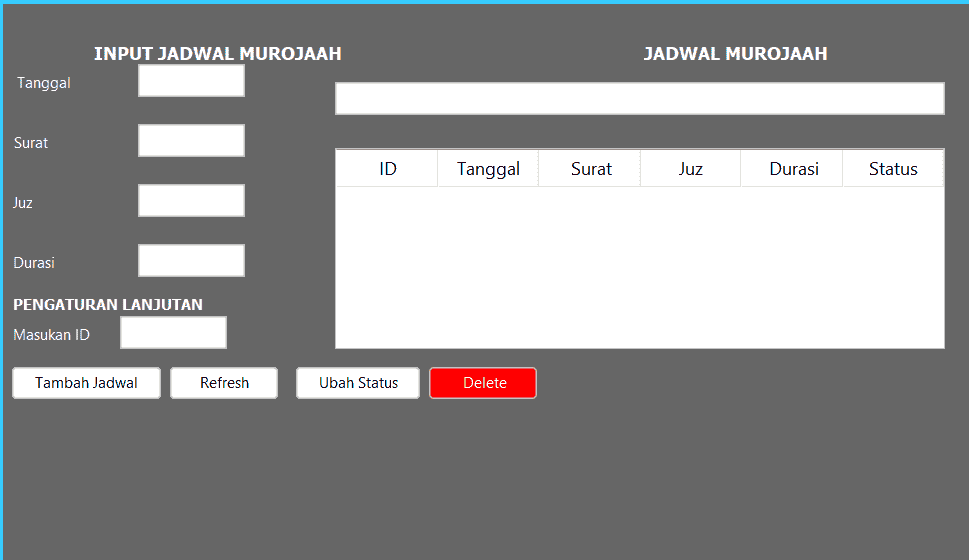 INPUT JADWAL MUROJAAH
Tanggal
Surat
Juz
Durasi
PENGATURAN LANJUTAN
Masukan ID
JADWAL MUROJAAH
ID Tanggal Surat Juz Durasi Status
Tambah Jadwal Refresh Ubah Status Delete